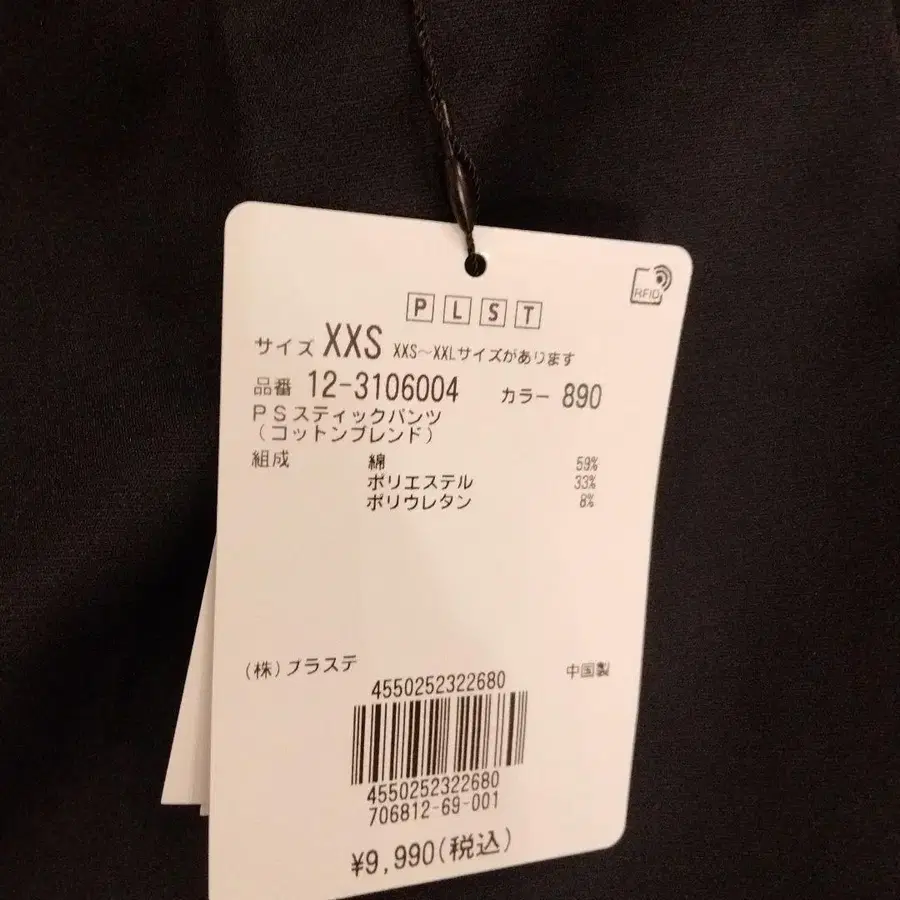 RFID
PLST
サイズ XXS XXS～XXLサイズがあります
品番 12-3106004 カラー 890
PSスティックパンツ
(コットンブレンド)
組成 綿 59%
ポリエステル 33%
ポリウレタン 8%
(株)プラステ 中国製
4550252322680
4550252322680
706812-69-001
¥9,990(税込)